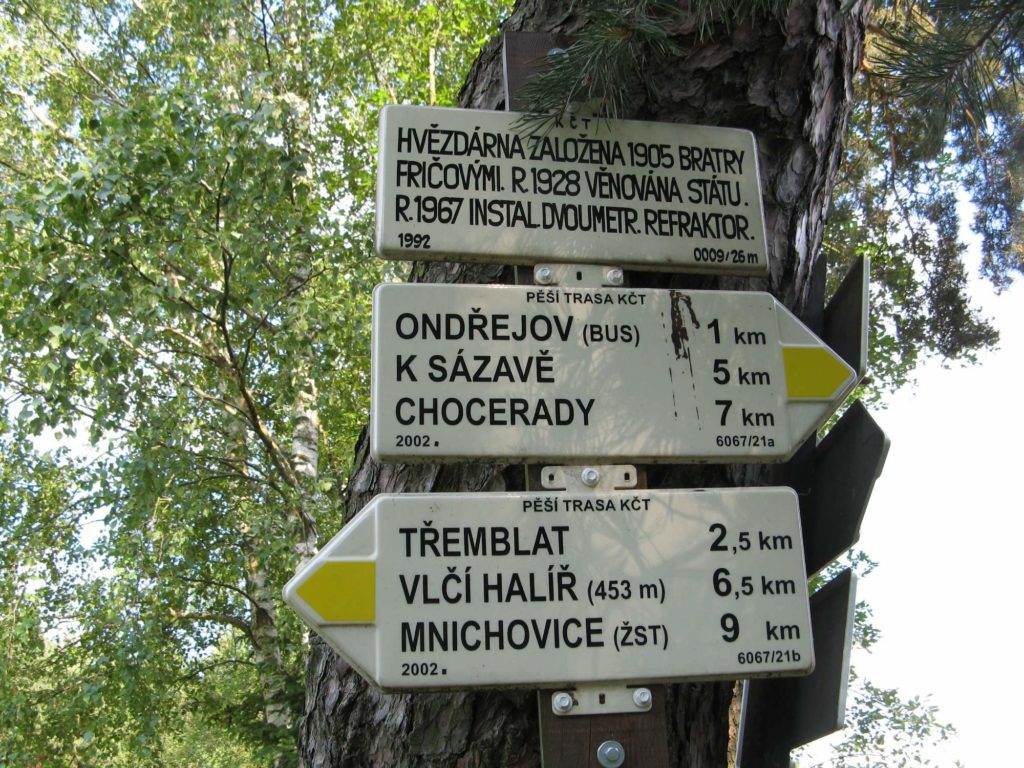 KČT
HVĚZDÁRNA ZALOŽENA 1905 BRATRY
FRIČOVÝMI. R.1928 VĚNOVÁNA STÁTU.
R.1967 INSTAL.DVOUMETR. REFRAKTOR.
1992 0009/26m
PĚŠÍ TRASA KČT
ONDŘEJOV (BUS) 1 km
K SÁZAVĚ 5 km
CHOCERADY 7 km
2002. 6067/21a
PĚŠÍ TRASA KČT
TŘEMBLAT 2,5 km
VLČÍ HALÍŘ (453 m) 6,5 km
MNICHOVICE (ŽST) 9 km
2002. 6067/21b